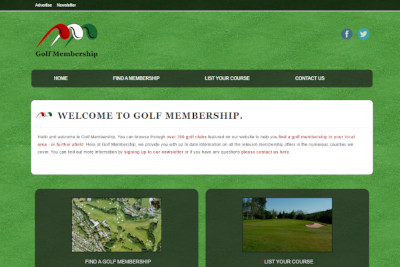 Advertise Newsletter
Golf Membership
HOME FIND A MEMBERSHIP LIST YOUR COURSE CONTACT US
WELCOME TO GOLF MEMBERSHIP.
Hello and welcome to Golf Membership. You can browse through over 700 golf clubs featured on our website to help you find a golf membership in your local
area - or further afield. Here at Golf Membership, we provide you with up to date information on all the relevant membership offers in the numerous counties we
cover. You can find out more information by signing up to our newsletter or if you have any questions please contact us here.
FIND A GOLF MEMBERSHIP
LIST YOUR COURSE